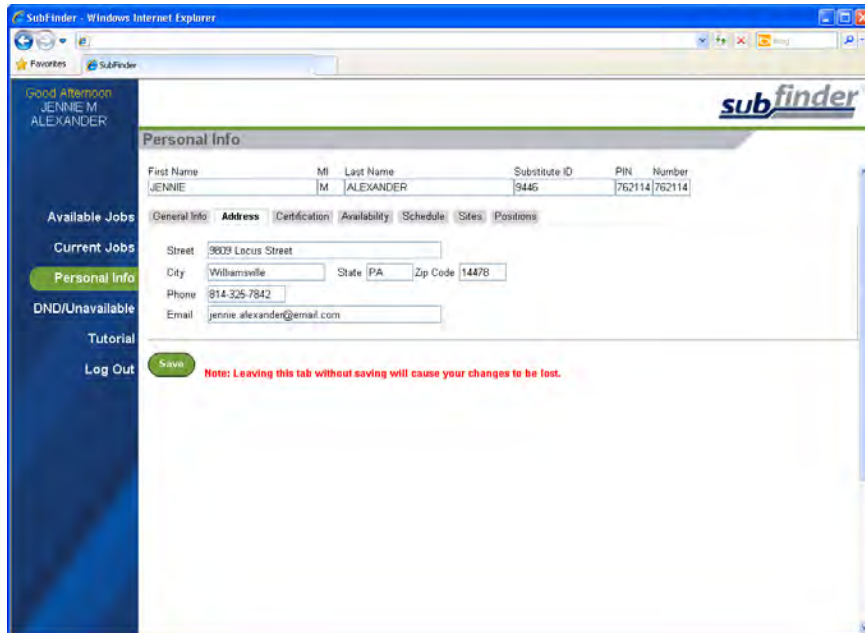 SubFinder - Windows Internet Explorer
Favorites SubFinder
Good Afternoon
JENNIE M
ALEXANDER
subfinder
Personal Info
First Name MI Last Name Substitute ID PIN Number
JENNIE M ALEXANDER 9446 762114 762114
Available Jobs
General Info Address Certification Availability Schedule Sites Positions
Current Jobs
Street 9809 Locus Street
Personal Info
City Williamsville State PA Zip Code 14478
Phone 814-325-7842
DND/Unavailable
Email jennie.alexander@email.com
Tutorial
Log Out
Save
Note: Leaving this tab without saving will cause your changes to be lost.